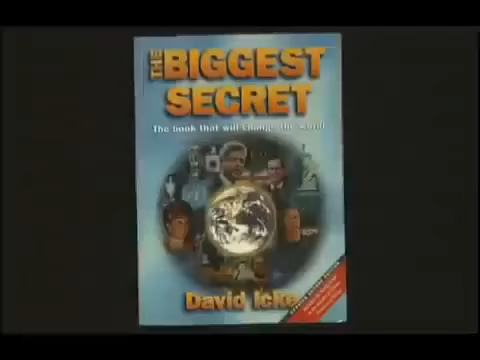 THE
BIGGEST
SECRET
The book that will change the world
David Icke